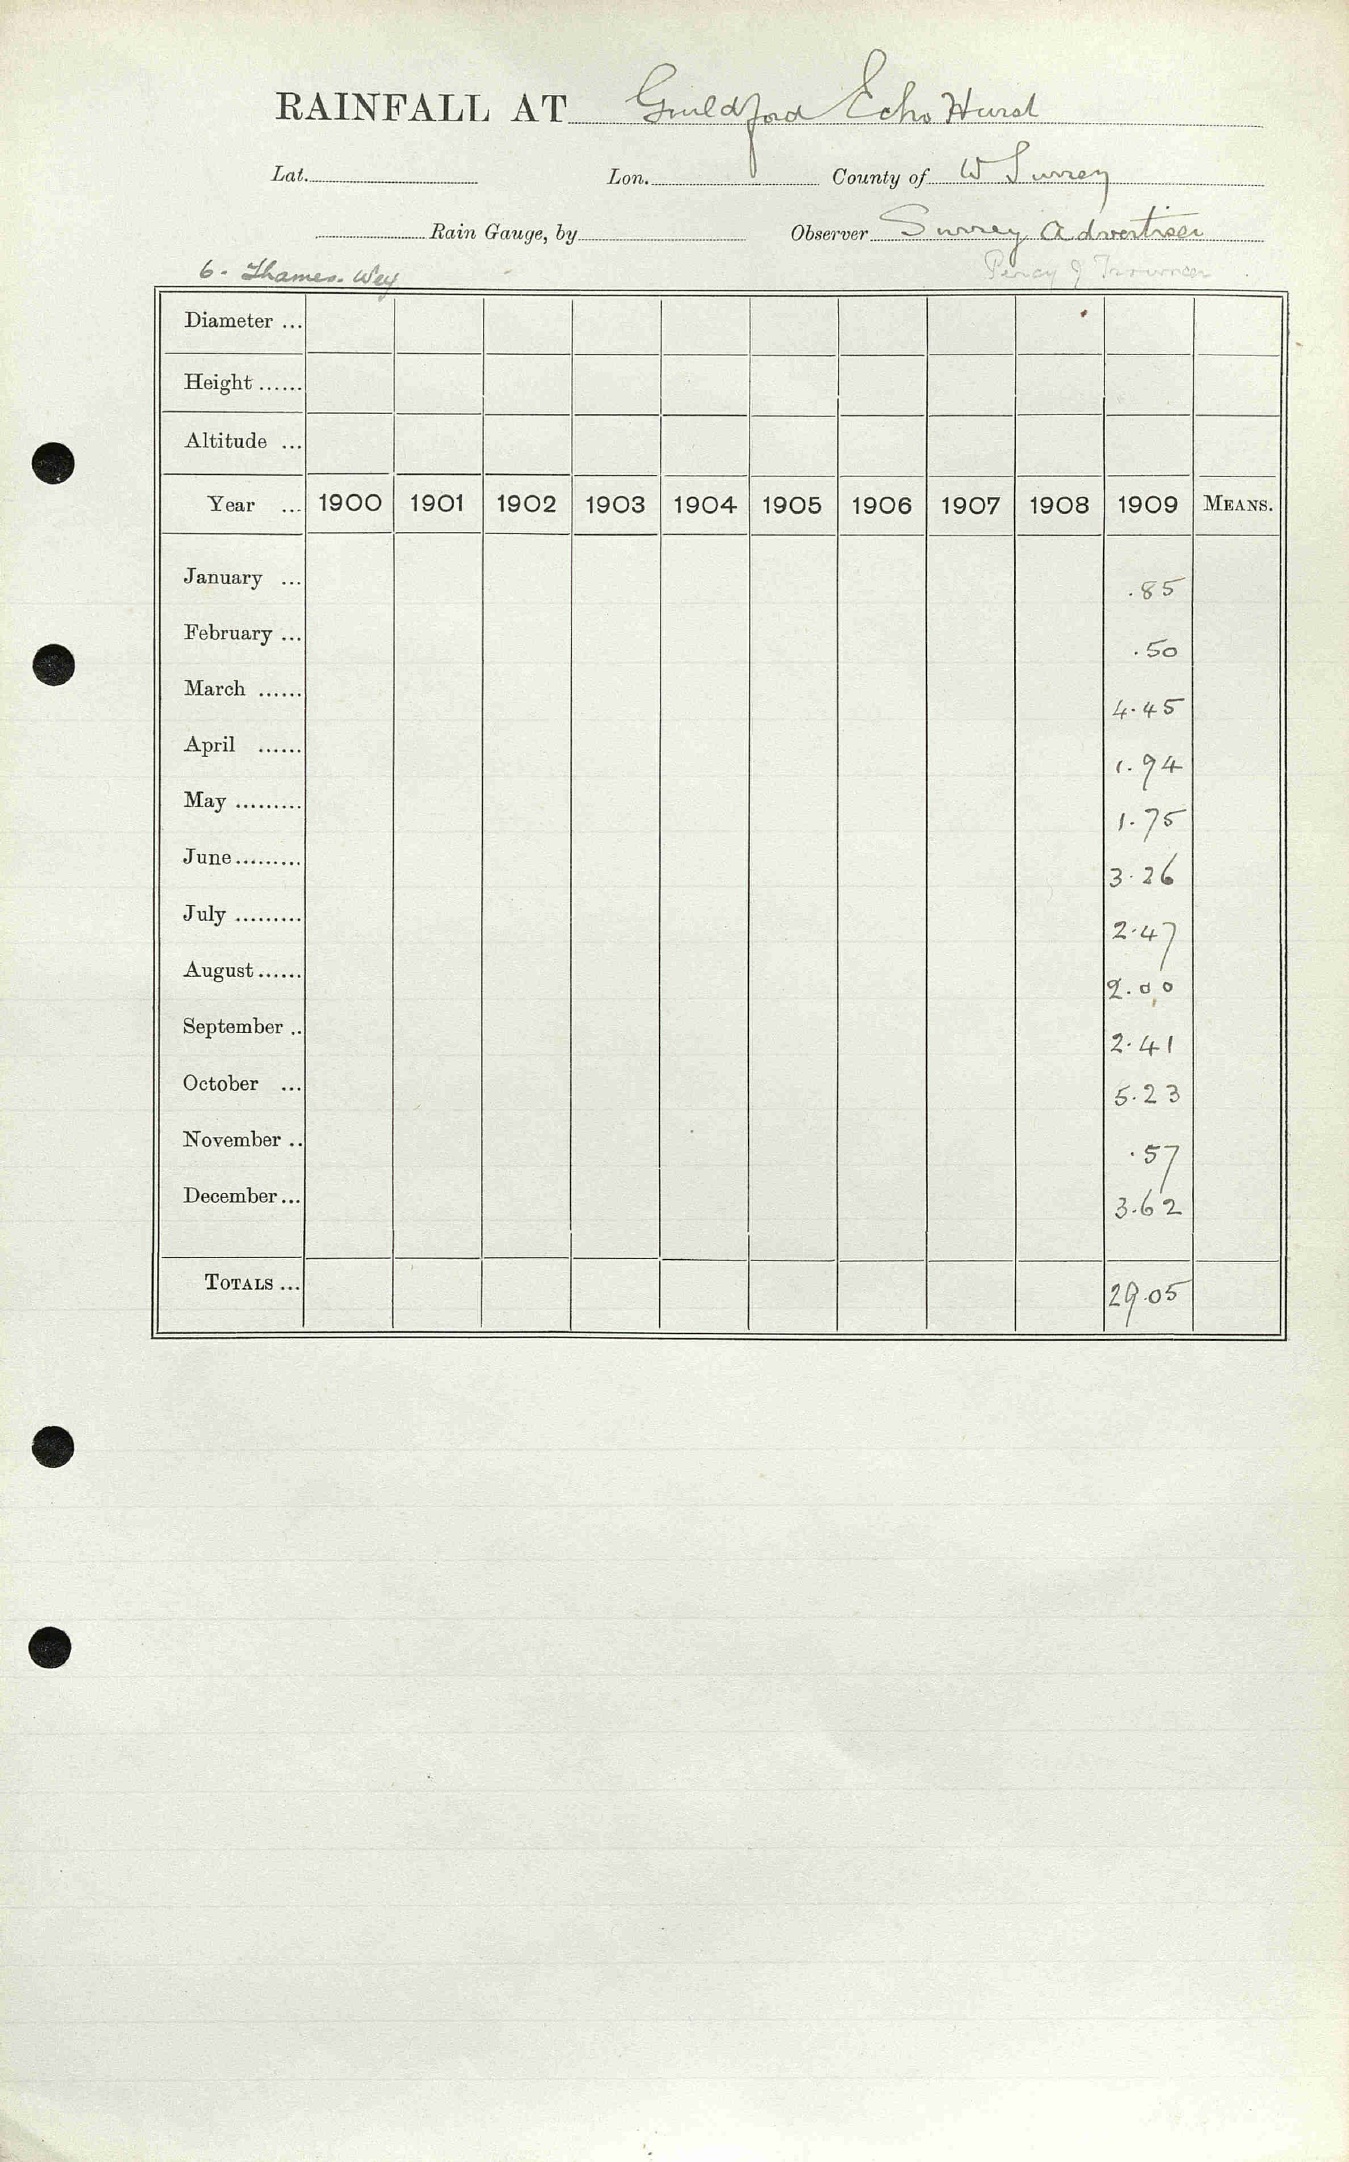 RAINFALL AT Guildford Echo Hurst
Lat. Lon. County of W Surrey
Rain Gauge, by Observer Surrey Advertiser
6. Thames. Wey Percy J
Diameter ...
Height ......
Altitude ...
Year ... 1900 1901 1902 1903 1904 1905 1906 1907 1908 1909 MEANS.
January ... .85
February ... .50
March ...... 4.45
April ...... 1.94
May ......... 1.75
June ......... 3.26
July ......... 2.47
August ...... 2.00
September .. 2.41
October ... 5.23
November .. .57
December ... 3.62
TOTALS ... 29.05